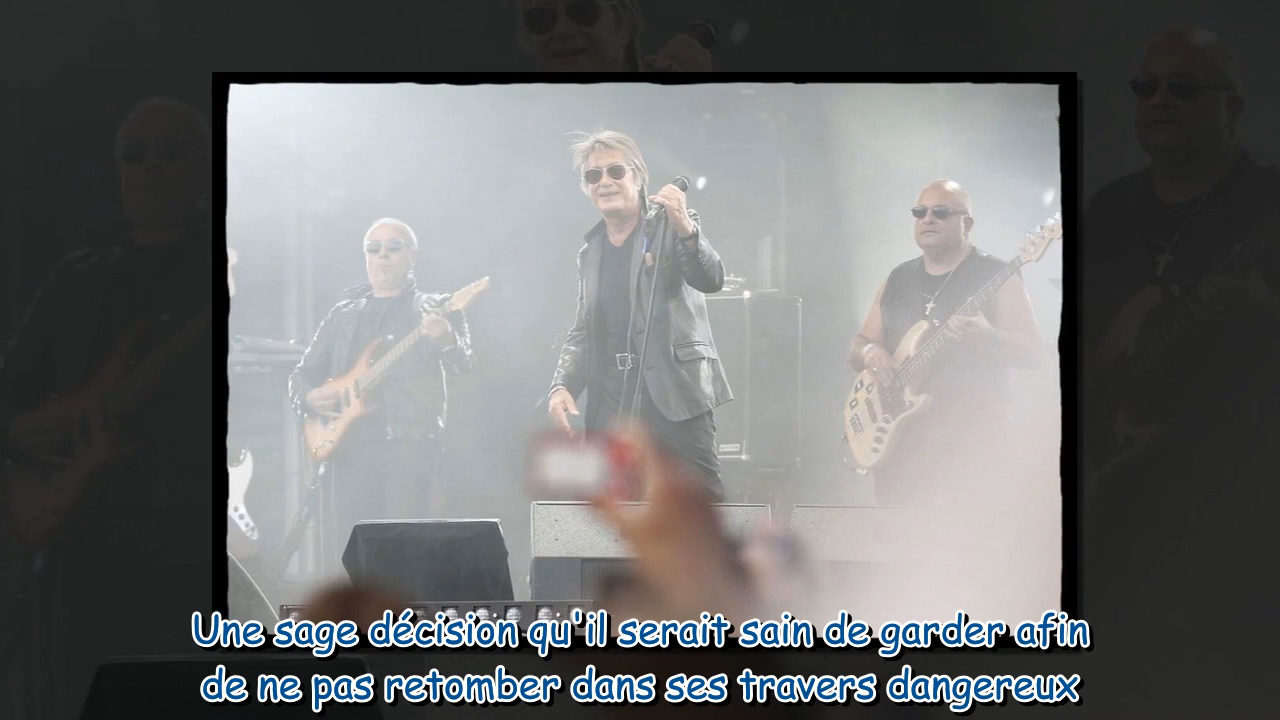 Une sage décision qu'il serait sain de garder afin
de ne pas retomber dans ses travers dangereux